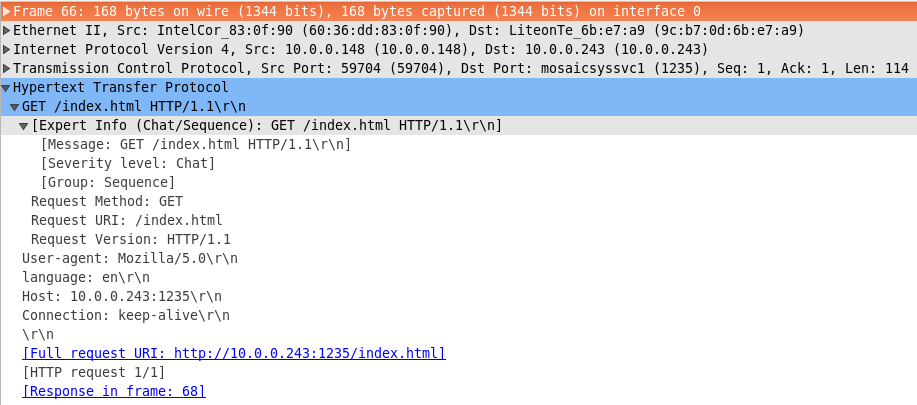 Frame 66: 168 bytes on wire (1344 bits), 168 bytes captured (1344 bits) on interface 0
Ethernet II, Src: IntelCor_83:0f:90 (60:36:dd:83:0f:90), Dst: LiteonTe_6b:e7:a9 (9c:b7:0d:6b:e7:a9)
Internet Protocol Version 4, Src: 10.0.0.148 (10.0.0.148), Dst: 10.0.0.243 (10.0.0.243)
Transmission Control Protocol, Src Port: 59704 (59704), Dst Port: mosaicsyssvc1 (1235), Seq: 1, Ack: 1, Len: 114
Hypertext Transfer Protocol
GET /index.html HTTP/1.1\r\n
[Expert Info (Chat/Sequence): GET /index.html HTTP/1.1\r\n]
[Message: GET /index.html HTTP/1.1\r\n]
[Severity level: Chat]
[Group: Sequence]
Request Method: GET
Request URI: /index.html
Request Version: HTTP/1.1
User-agent: Mozilla/5.0\r\n
language: en\r\n
Host: 10.0.0.243:1235\r\n
Connection: keep-alive\r\n
\r\n
[Full request URI: http://10.0.0.243:1235/index.html]
[HTTP request 1/1]
[Response in frame: 68]